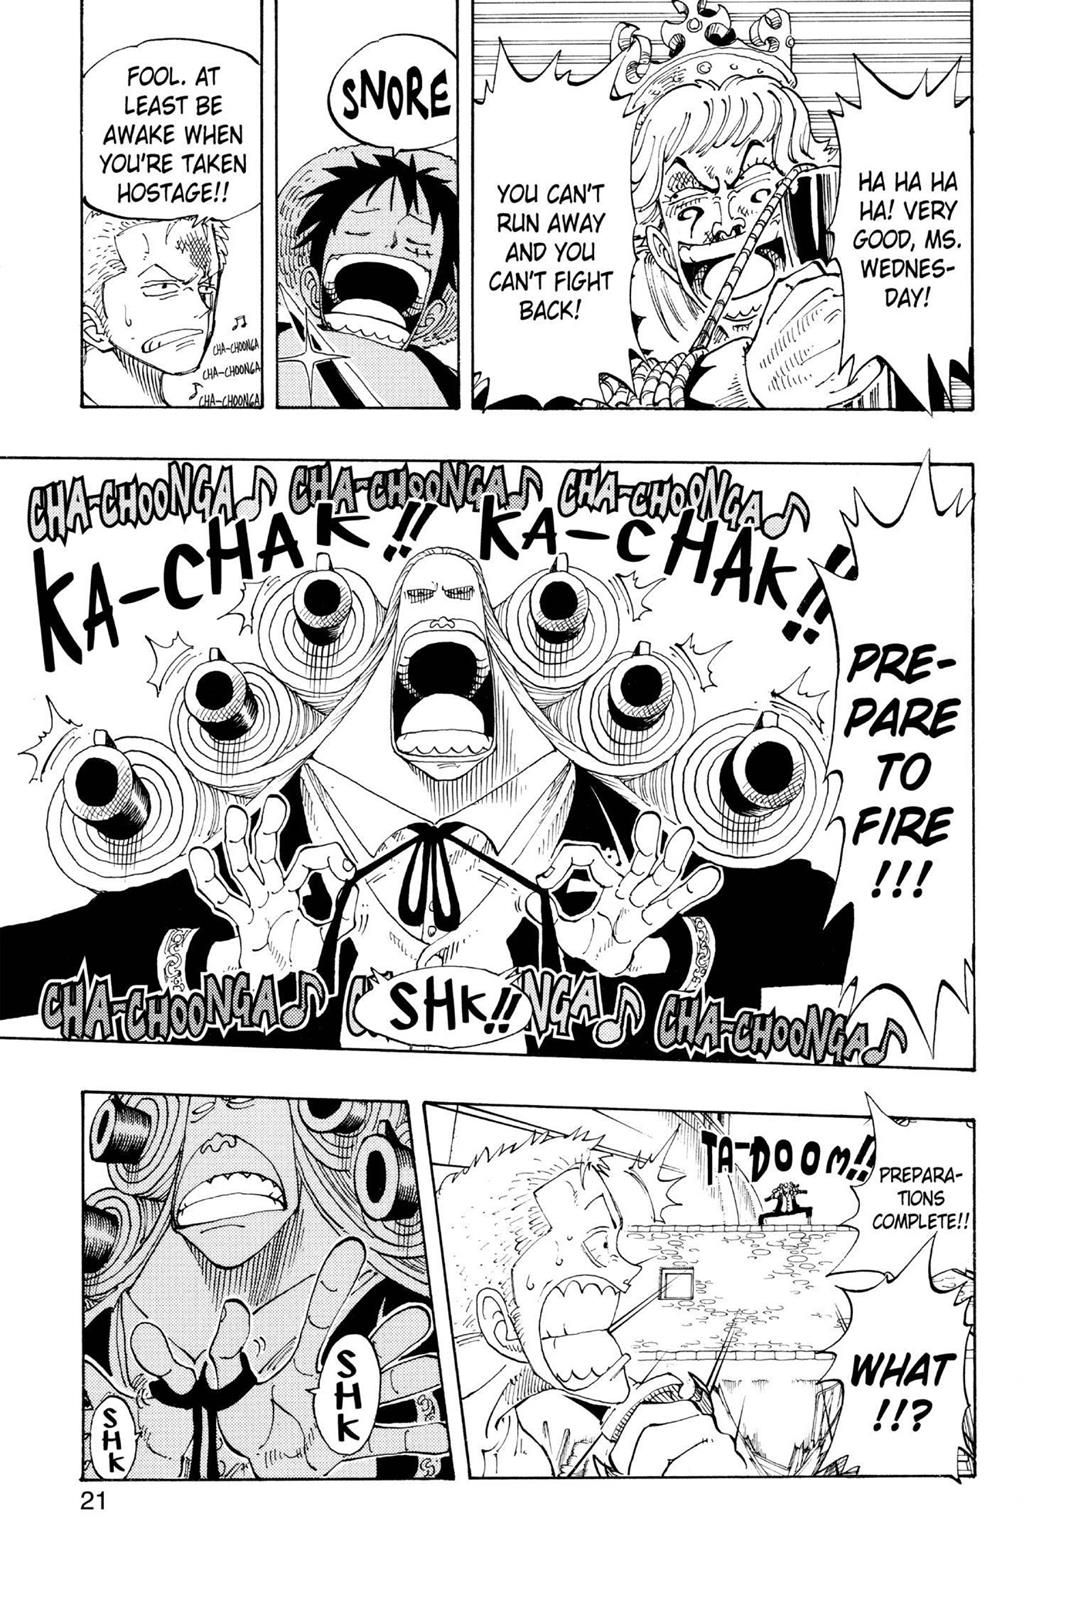 HA HA HA
HA! VERY
GOOD, MS.
WEDNES-
DAY!
YOU CAN'T
RUN AWAY
AND YOU
CAN'T FIGHT
BACK!
SNORE
FOOL. AT
LEAST BE
AWAKE WHEN
YOU'RE TAKEN
HOSTAGE!!
♫
CHA-CHOONGA
CHA-CHOONGA
♪
CHA-CHOONGA
CHA-CHOONGA♪ CHA-CHOONGA♪ CHA-CHOONGA♪
KA-CHAK!! KA-CHAK!!
PRE-
PARE
TO
FIRE
!!!
SHK!!
CHA-CHOONGA♪ C NGA♪ CHA-CHOONGA♪
TA-DOOM!!
PREPARA-
TIONS
COMPLETE!!
WHAT
!!?
SHK
SHK
21